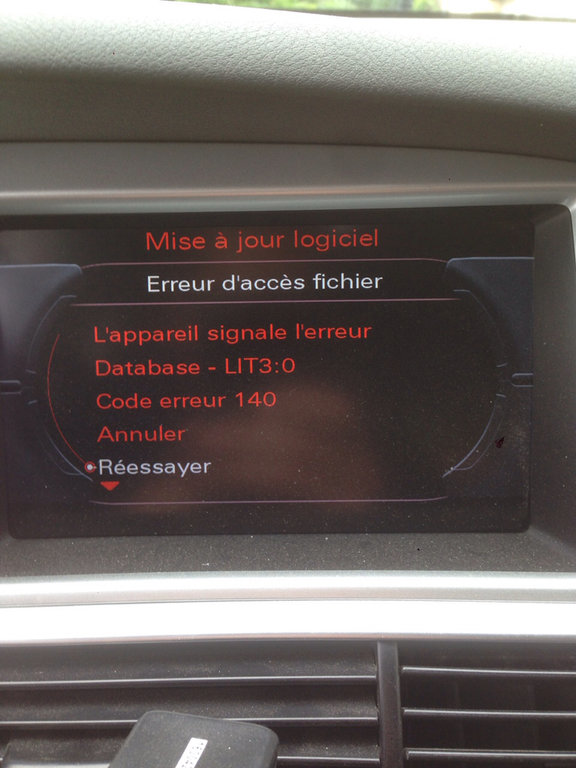 Mise à jour logiciel
Erreur d'accès fichier
L'appareil signale l'erreur
Database - LIT3:0
Code erreur 140
Annuler
Réessayer